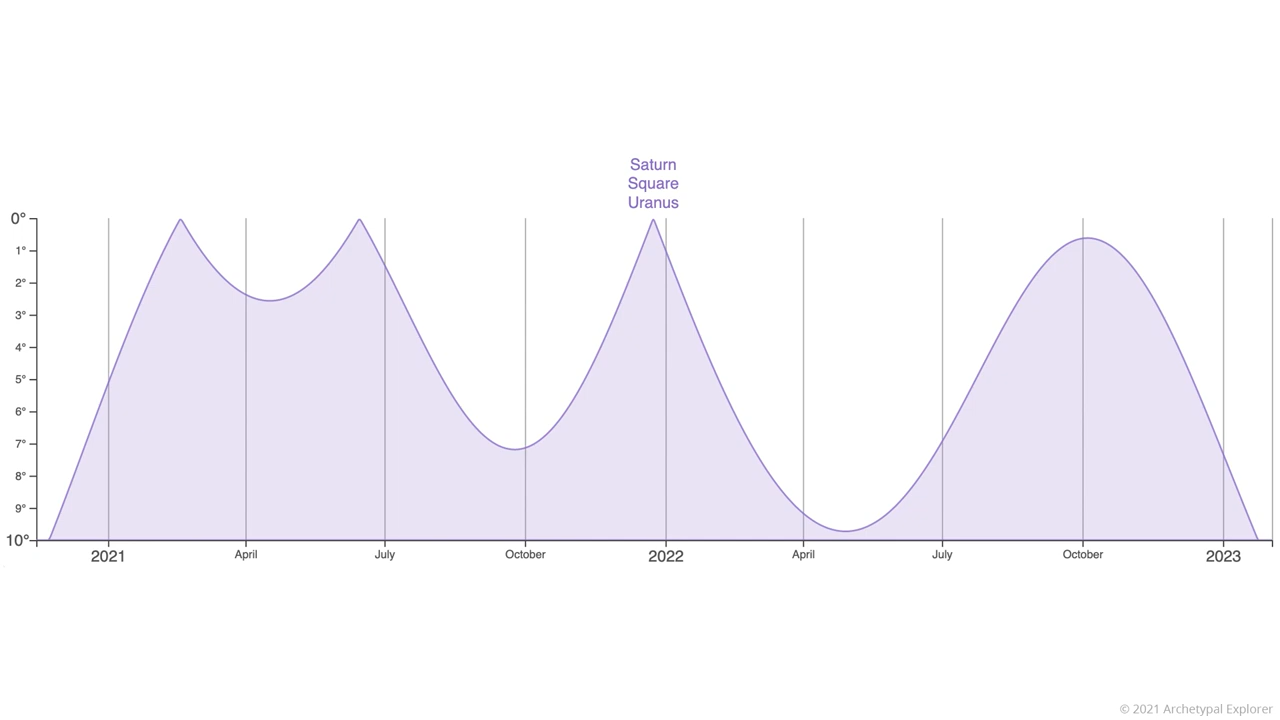 Saturn
Square
Uranus
0°
1°
2°
3°
4°
5°
6°
7°
8°
9°
10°
2021 April July October 2022 April July October 2023
© 2021 Archetypal Explorer